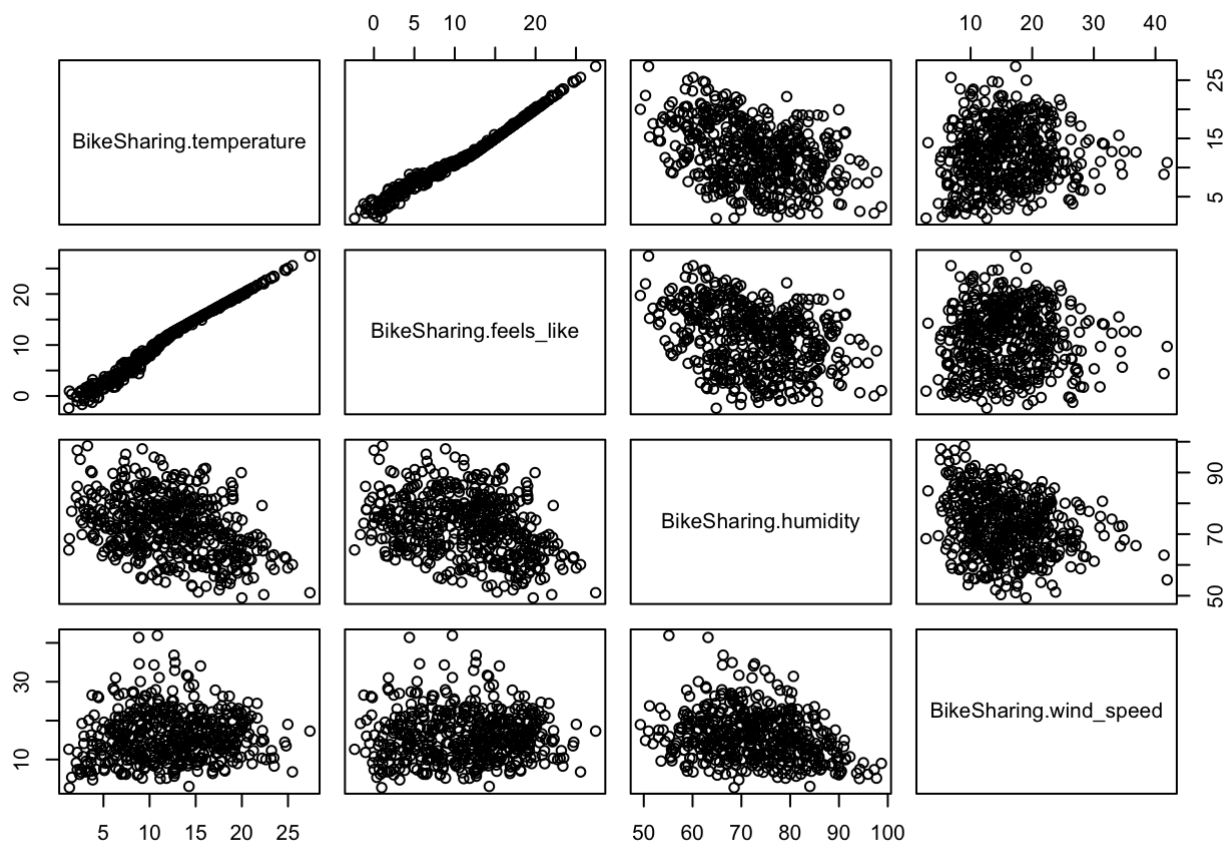 0 5 10 20
10 20 30 40
BikeSharing.temperature
5 15 25
0 10 20
BikeSharing.feels_like
BikeSharing.humidity
50 70 90
10 30
BikeSharing.wind_speed
5 10 15 20 25
50 60 70 80 90 100